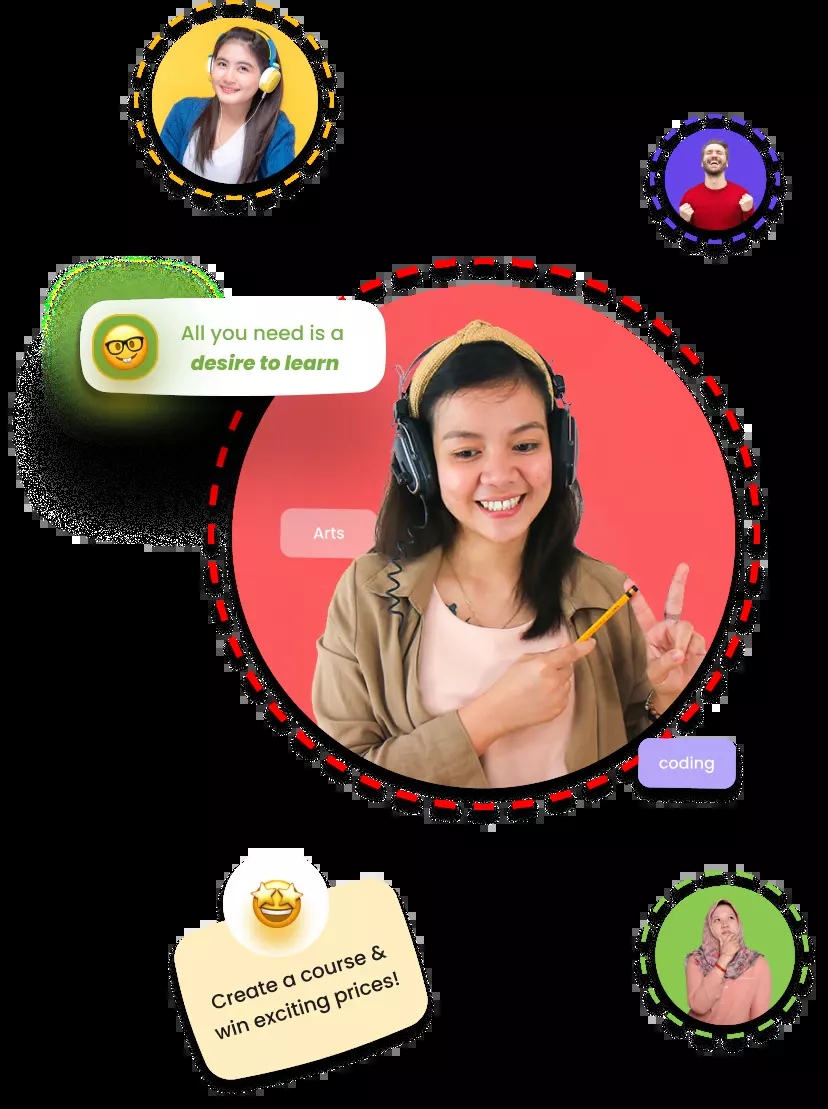 All you need is a
desire to learn
Arts
coding
Create a course &
win exciting prices!